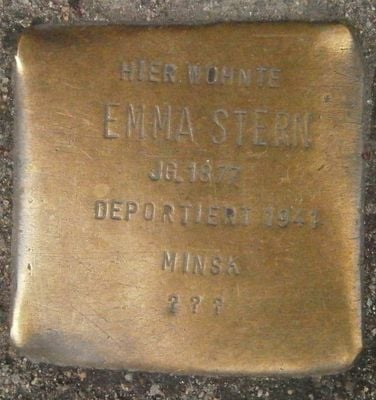 HIER WOHNTE
EMMA STERN
JG. 1877
DEPORTIERT 1941
MINSK
? ? ?